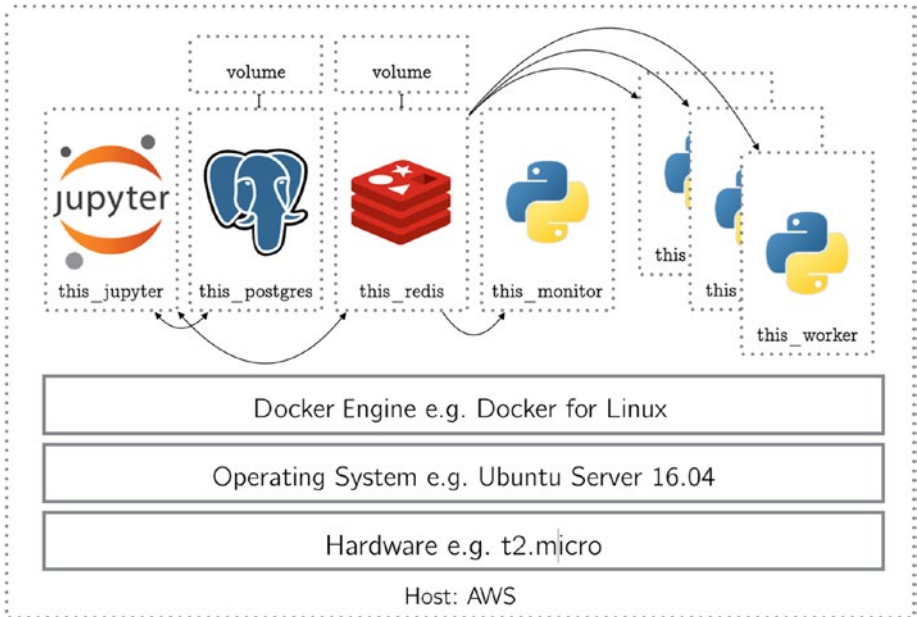 volume
volume
jupyter
this_jupyter
this_postgres
this_redis
this_monitor
this
this
this_worker
Docker Engine e.g. Docker for Linux
Operating System e.g. Ubuntu Server 16.04
Hardware e.g. t2.micro
Host: AWS